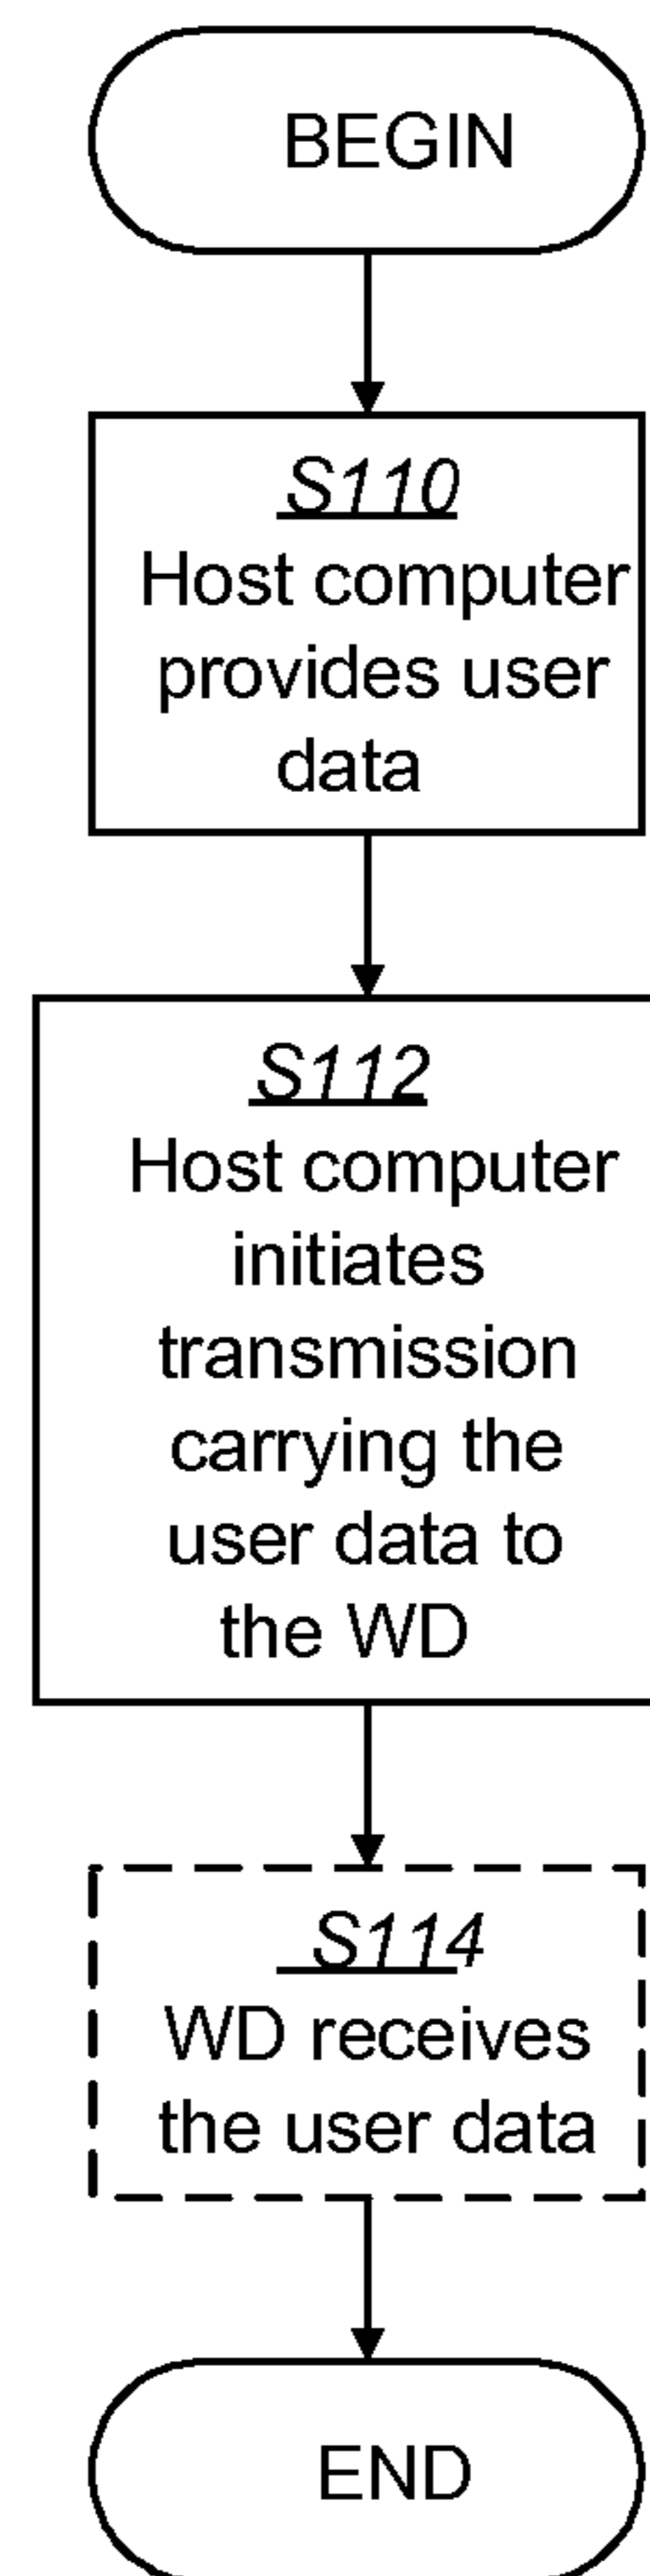 BEGIN
S110
Host computer
provides user
data
S112
Host computer
initiates
transmission
carrying the
user data to
the WD
S114
WD receives
the user data
END